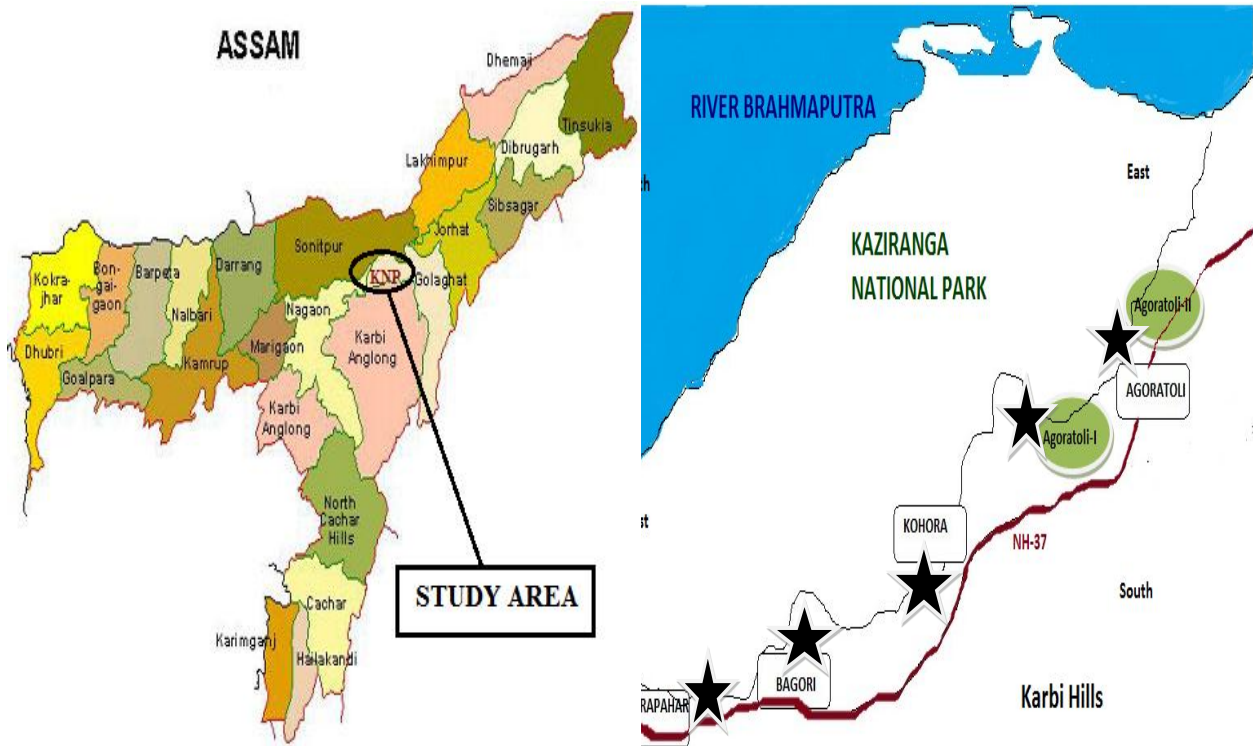 ASSAM
Dhemaji
Tinsukia
Dibrugarh
Lakhimpur
Sibsagar
Jorhat
Sonitpur
Golaghat
KNP
Kokra-
jhar
Bon-
gai-
gaon
Barpeta
Darrang
Nalbari
Nagaon
Marigaon
Karbi
Anglong
Dhubri
Kamrup
Goalpara
Karbi
Anglong
North
Cachar
Hills
STUDY AREA
Cachar
Karimganj
Hailakandi
RIVER BRAHMAPUTRA
East
KAZIRANGA
NATIONAL PARK
Agoratoli-II
AGORATOLI
Agoratoli-I
KOHORA
NH-37
South
BAGORI
RAPAHAR
Karbi Hills